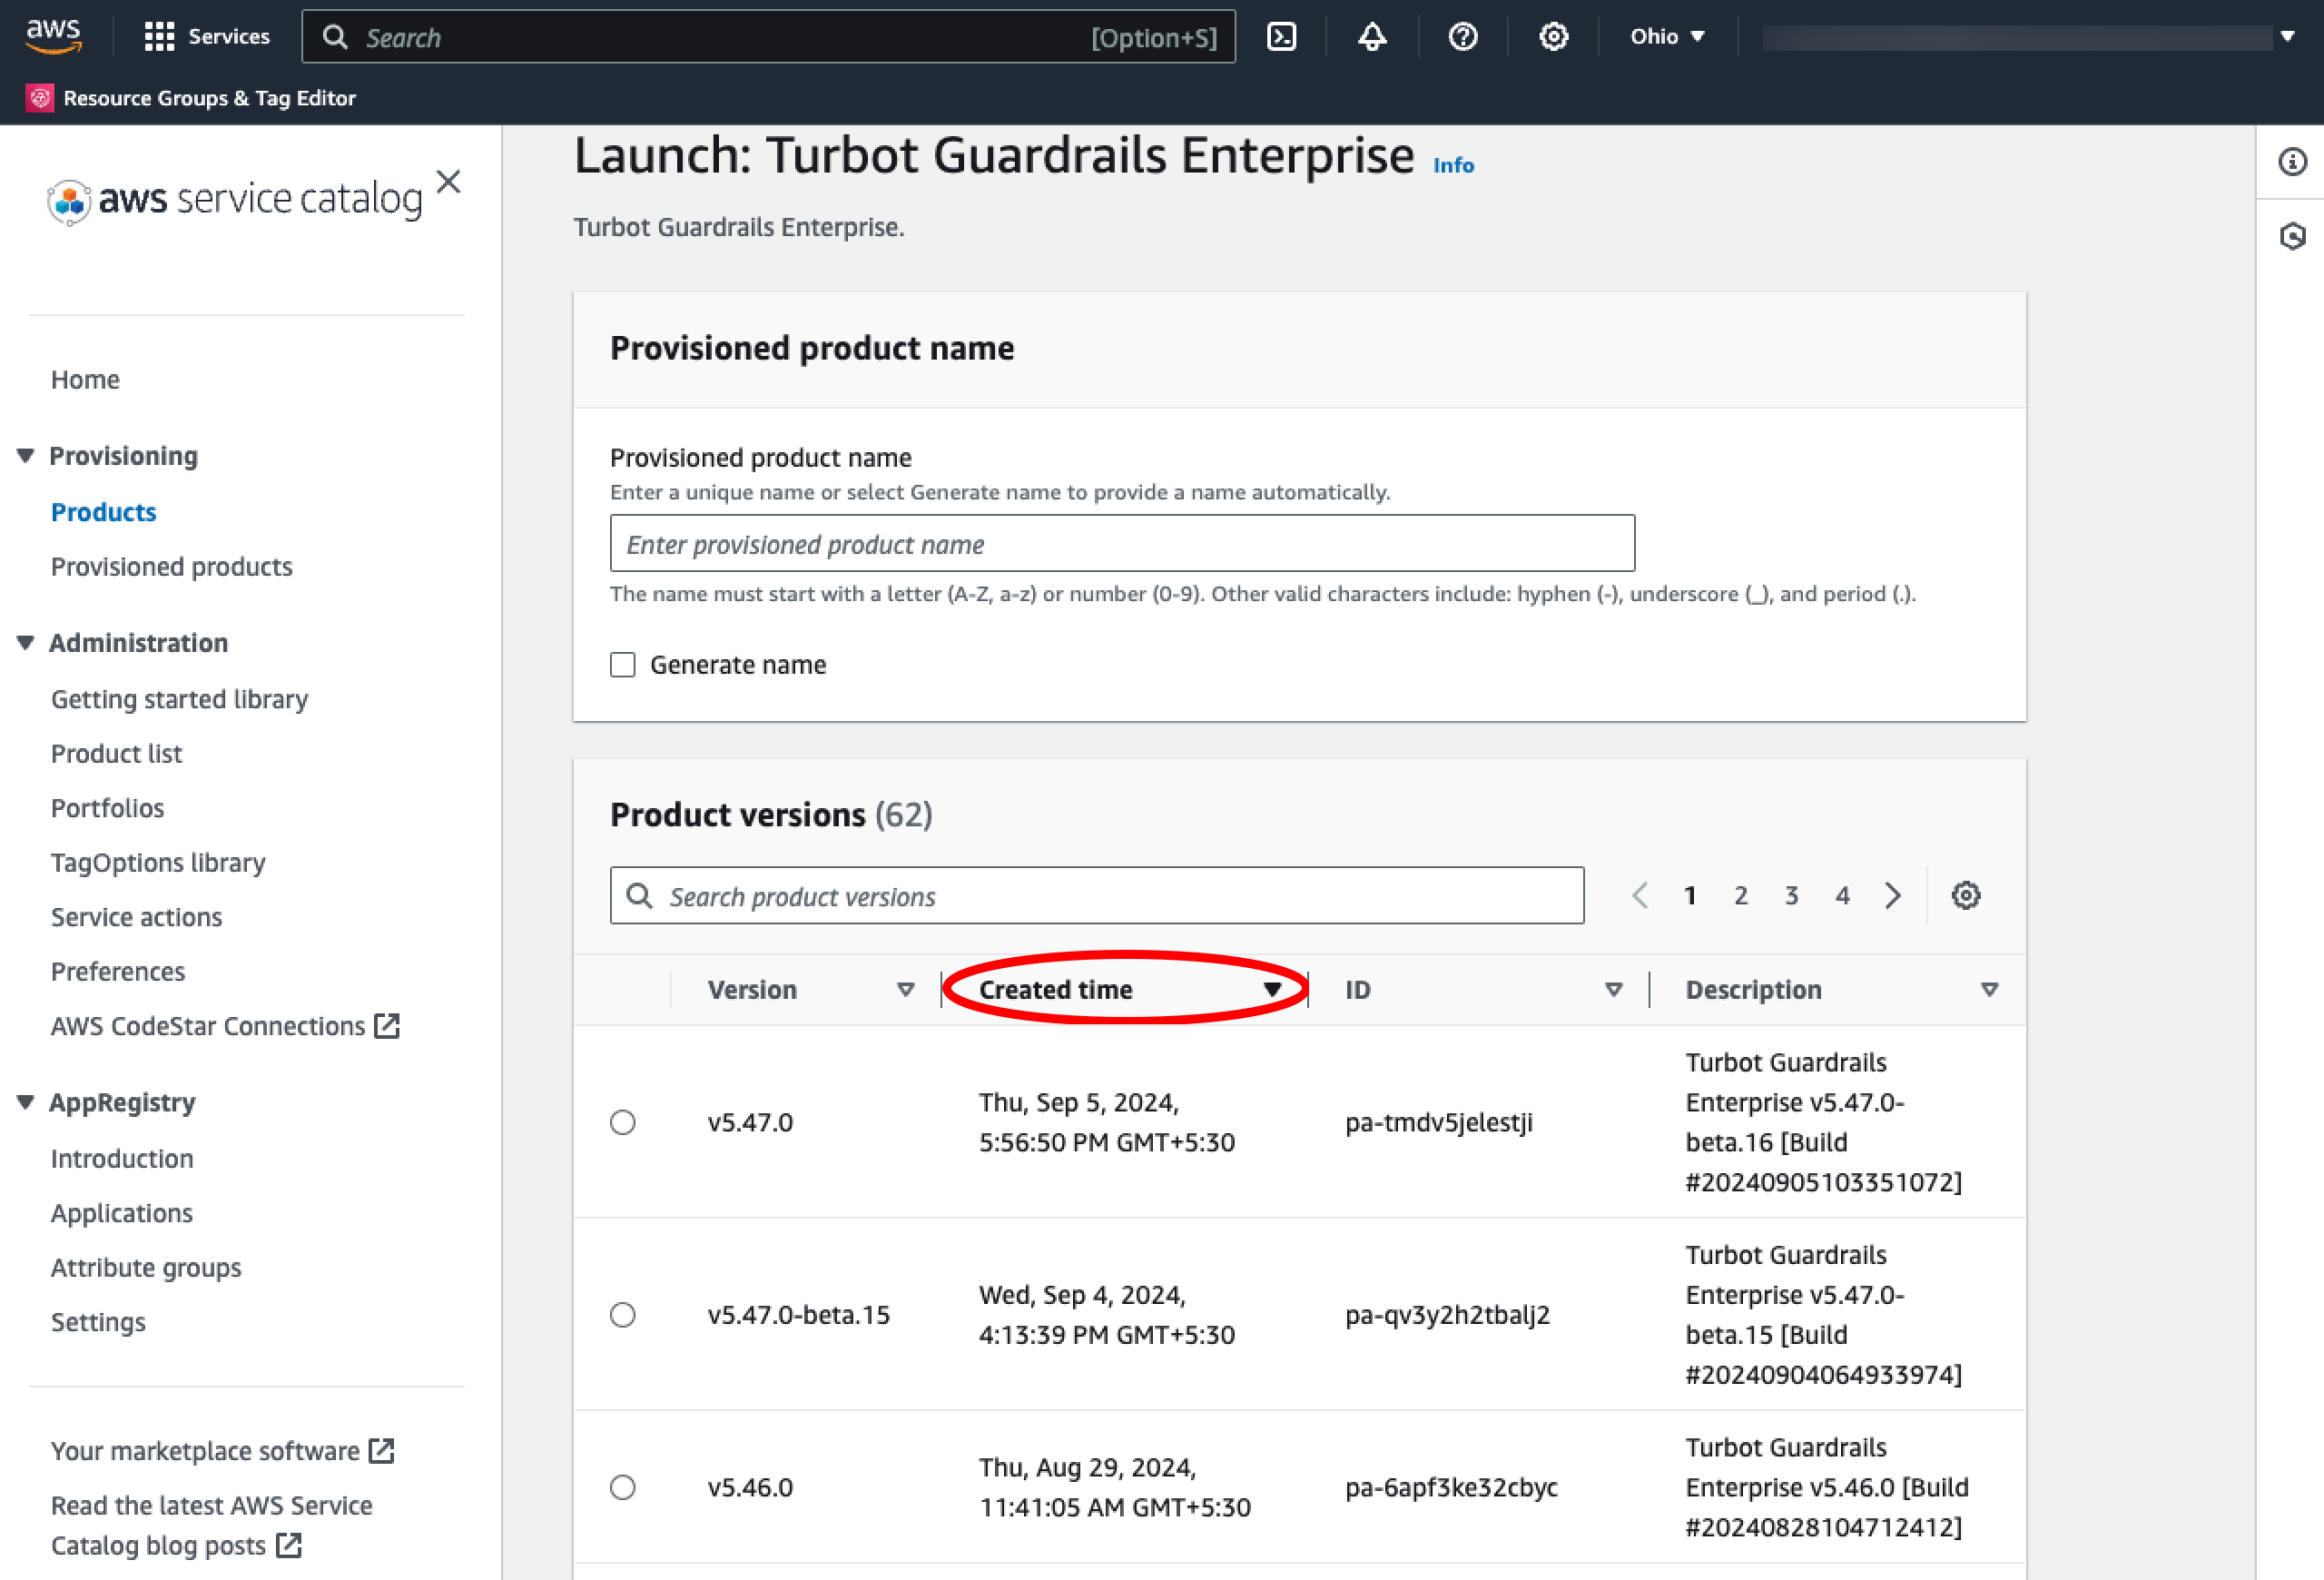 aws
Services
Search
[Option+S]
Ohio
Resource Groups & Tag Editor
aws service catalog
Home
Provisioning
Products
Provisioned products
Administration
Getting started library
Product list
Portfolios
TagOptions library
Service actions
Preferences
AWS CodeStar Connections
AppRegistry
Introduction
Applications
Attribute groups
Settings
Your marketplace software
Read the latest AWS Service
Catalog blog posts
Launch: Turbot Guardrails Enterprise Info
Turbot Guardrails Enterprise.
Provisioned product name
Provisioned product name
Enter a unique name or select Generate name to provide a name automatically.
Enter provisioned product name
The name must start with a letter (A-Z, a-z) or number (0-9). Other valid characters include: hyphen (-), underscore (_), and period (.).
Generate name
Product versions (62)
Search product versions
1 2 3 4
Version
Created time
ID
Description
v5.47.0
Thu, Sep 5, 2024,
5:56:50 PM GMT+5:30
pa-tmdv5jelestji
Turbot Guardrails
Enterprise v5.47.0-
beta.16 [Build
#20240905103351072]
v5.47.0-beta.15
Wed, Sep 4, 2024,
4:13:39 PM GMT+5:30
pa-qv3y2h2tbalj2
Turbot Guardrails
Enterprise v5.47.0-
beta.15 [Build
#20240904064933974]
v5.46.0
Thu, Aug 29, 2024,
11:41:05 AM GMT+5:30
pa-6apf3ke32cbyc
Turbot Guardrails
Enterprise v5.46.0 [Build
#20240828104712412]